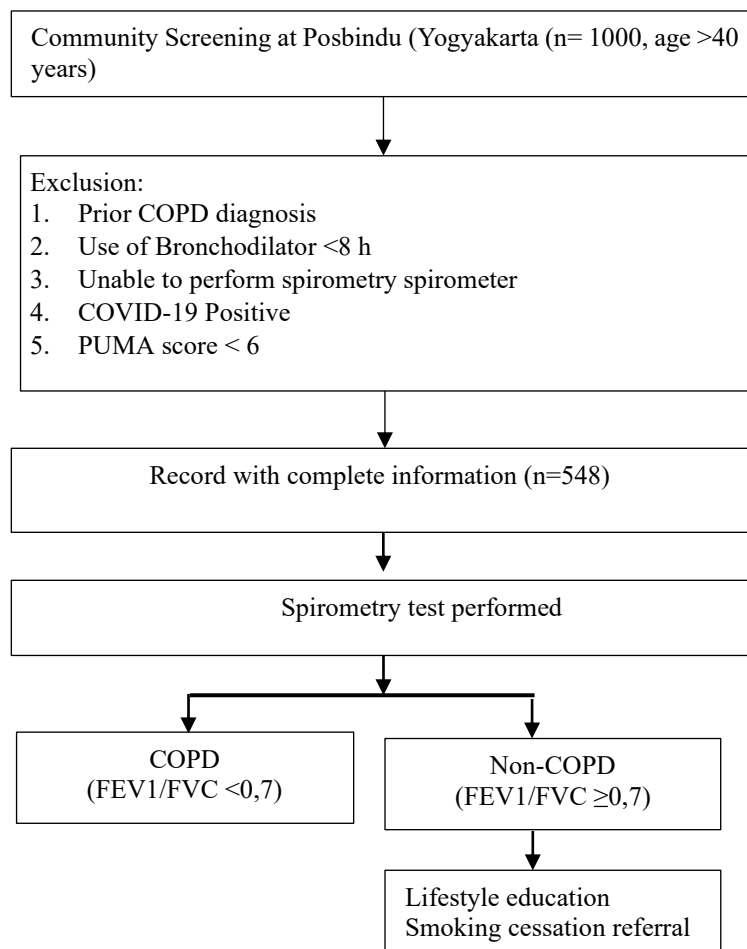 Community Screening at Posbindu (Yogyakarta (n= 1000, age >40
years)
Exclusion:
1. Prior COPD diagnosis
2. Use of Bronchodilator <8 h
3. Unable to perform spirometry spirometer
4. COVID-19 Positive
5. PUMA score < 6
Record with complete information (n=548)
Spirometry test performed
COPD
(FEV1/FVC <0,7)
Non-COPD
(FEV1/FVC ≥0,7)
Lifestyle education
Smoking cessation referral